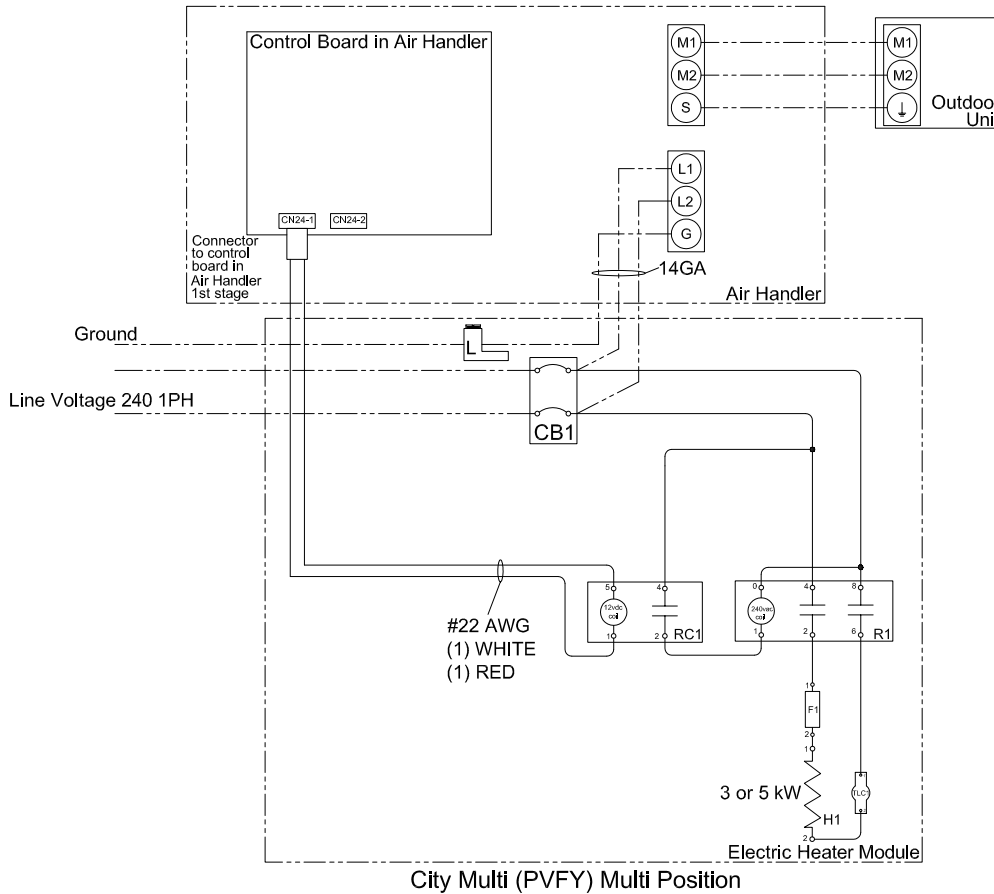 Control Board in Air Handler
M1
M1
M2
M2
S
Outdoo
Uni
L1
L2
G
CN24-1
CN24-2
Connector
to control
board in
Air Handler
1st stage
14GA
Air Handler
Ground
L
Line Voltage 240 1PH
CB1
5
4
0
4
8
12vdc
coil
240vac
coil
1
2
RC1
1
2
6
R1
#22 AWG
(1) WHITE
(1) RED
1
F1
2
1
3 or 5 kW
TLC1
H1
2
Electric Heater Module
City Multi (PVFY) Multi Position